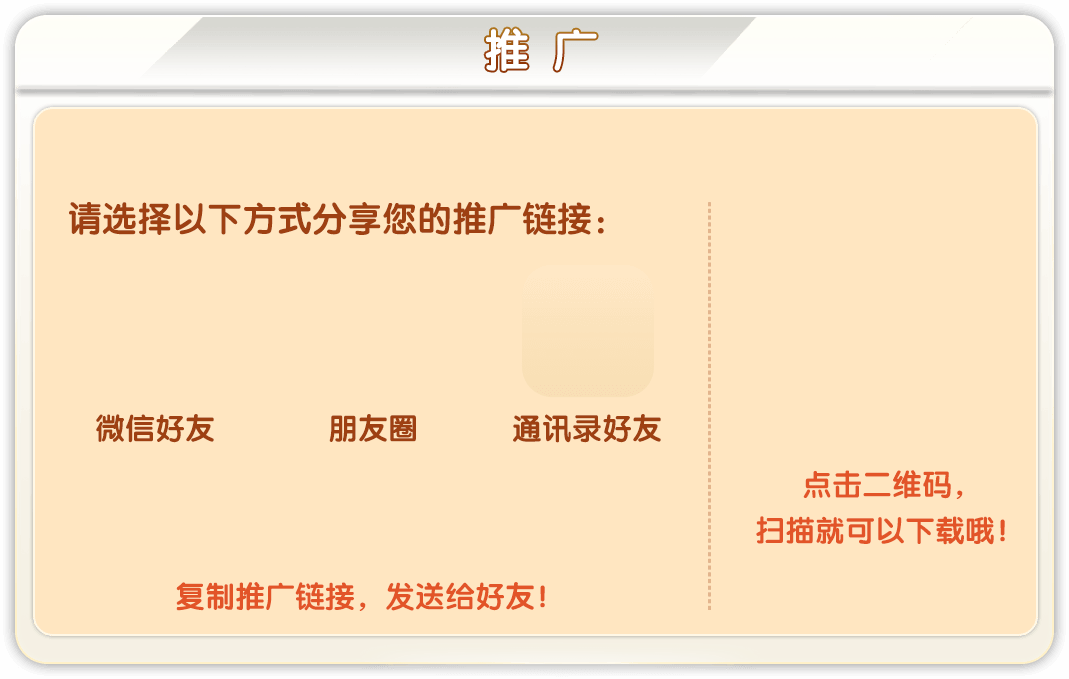 推广
请选择以下方式分享您的推广链接：
微信好友 朋友圈 通讯录好友
点击二维码，
扫描就可以下载哦！
复制推广链接，发送给好友！